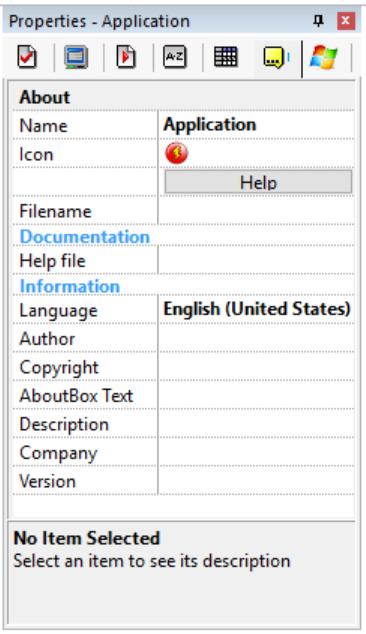 Properties - Application
A-Z
About
Name Application
Icon
Help
Filename
Documentation
Help file
Information
Language English (United States)
Author
Copyright
AboutBox Text
Description
Company
Version
No Item Selected
Select an item to see its description